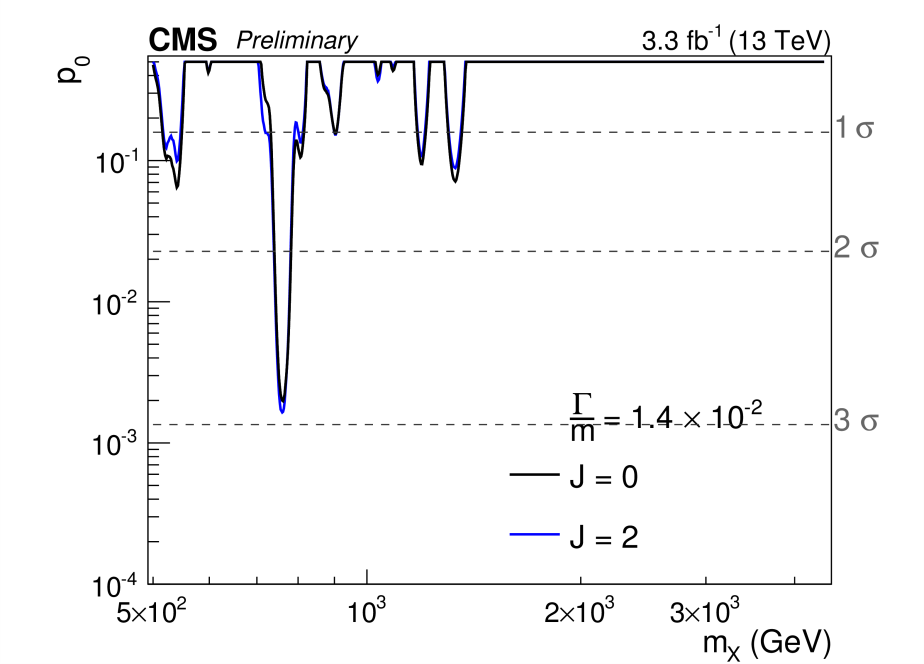 CMS Preliminary 3.3 fb⁻¹ (13 TeV)
p₀
1 σ
10⁻¹
2 σ
10⁻²
Γ/m = 1.4 × 10⁻²
3 σ
10⁻³
J = 0
J = 2
10⁻⁴
5×10² 10³ 2×10³ 3×10³
m_X (GeV)